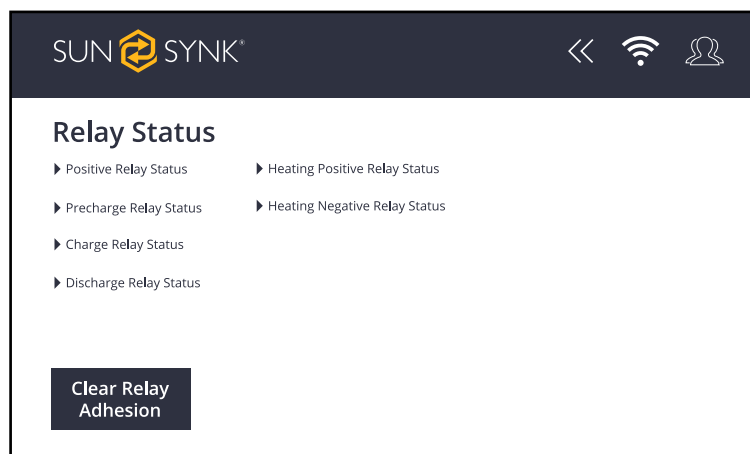 SUN SYNK®
Relay Status
Positive Relay Status
Precharge Relay Status
Charge Relay Status
Discharge Relay Status
Heating Positive Relay Status
Heating Negative Relay Status
Clear Relay
Adhesion